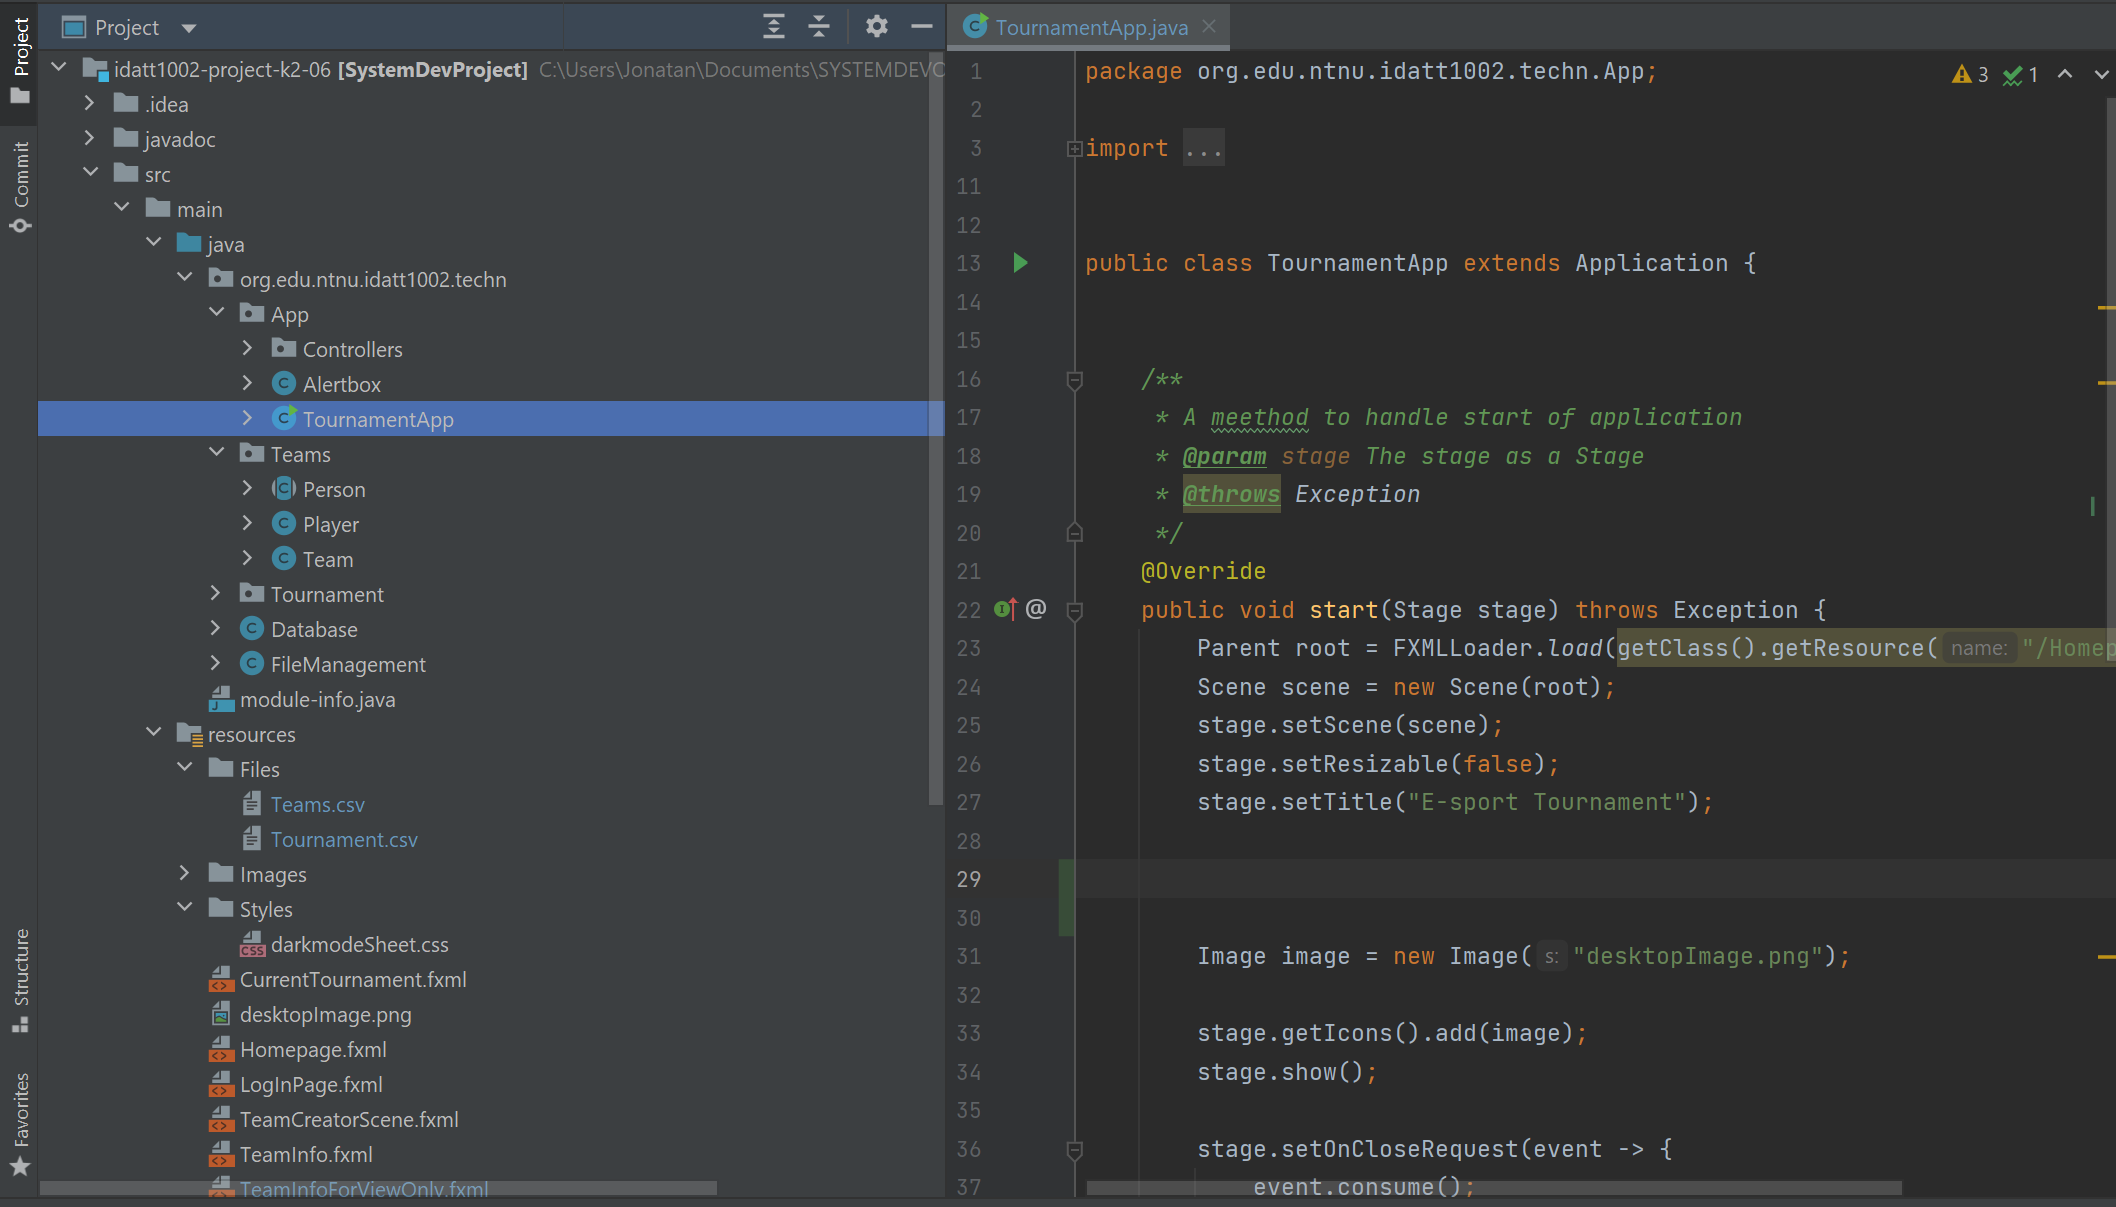 Project
Commit
Structure
Favorites
Project
idatt1002-project-k2-06 [SystemDevProject] C:\Users\Jonatan\Documents\SYSTEMDEVO
.idea
javadoc
src
main
java
org.edu.ntnu.idatt1002.techn
App
Controllers
Alertbox
TournamentApp
Teams
Person
Player
Team
Tournament
Database
FileManagement
module-info.java
resources
Files
Teams.csv
Tournament.csv
Images
Styles
darkmodeSheet.css
CurrentTournament.fxml
desktopImage.png
Homepage.fxml
LogInPage.fxml
TeamCreatorScene.fxml
TeamInfo.fxml
TeamInfoForViewOnly.fxml
TournamentApp.java
3 1
1 package org.edu.ntnu.idatt1002.techn.App;
2
3 import ...
11
12
13 public class TournamentApp extends Application {
14
15
16 /**
17 * A meethod to handle start of application
18 * @param stage The stage as a Stage
19 * @throws Exception
20 */
21 @Override
22 @ public void start(Stage stage) throws Exception {
23 Parent root = FXMLLoader.load(getClass().getResource( name: "/Homep
24 Scene scene = new Scene(root);
25 stage.setScene(scene);
26 stage.setResizable(false);
27 stage.setTitle("E-sport Tournament");
28
29
30
31 Image image = new Image( s: "desktopImage.png");
32
33 stage.getIcons().add(image);
34 stage.show();
35
36 stage.setOnCloseRequest(event -> {
37 event.consume();